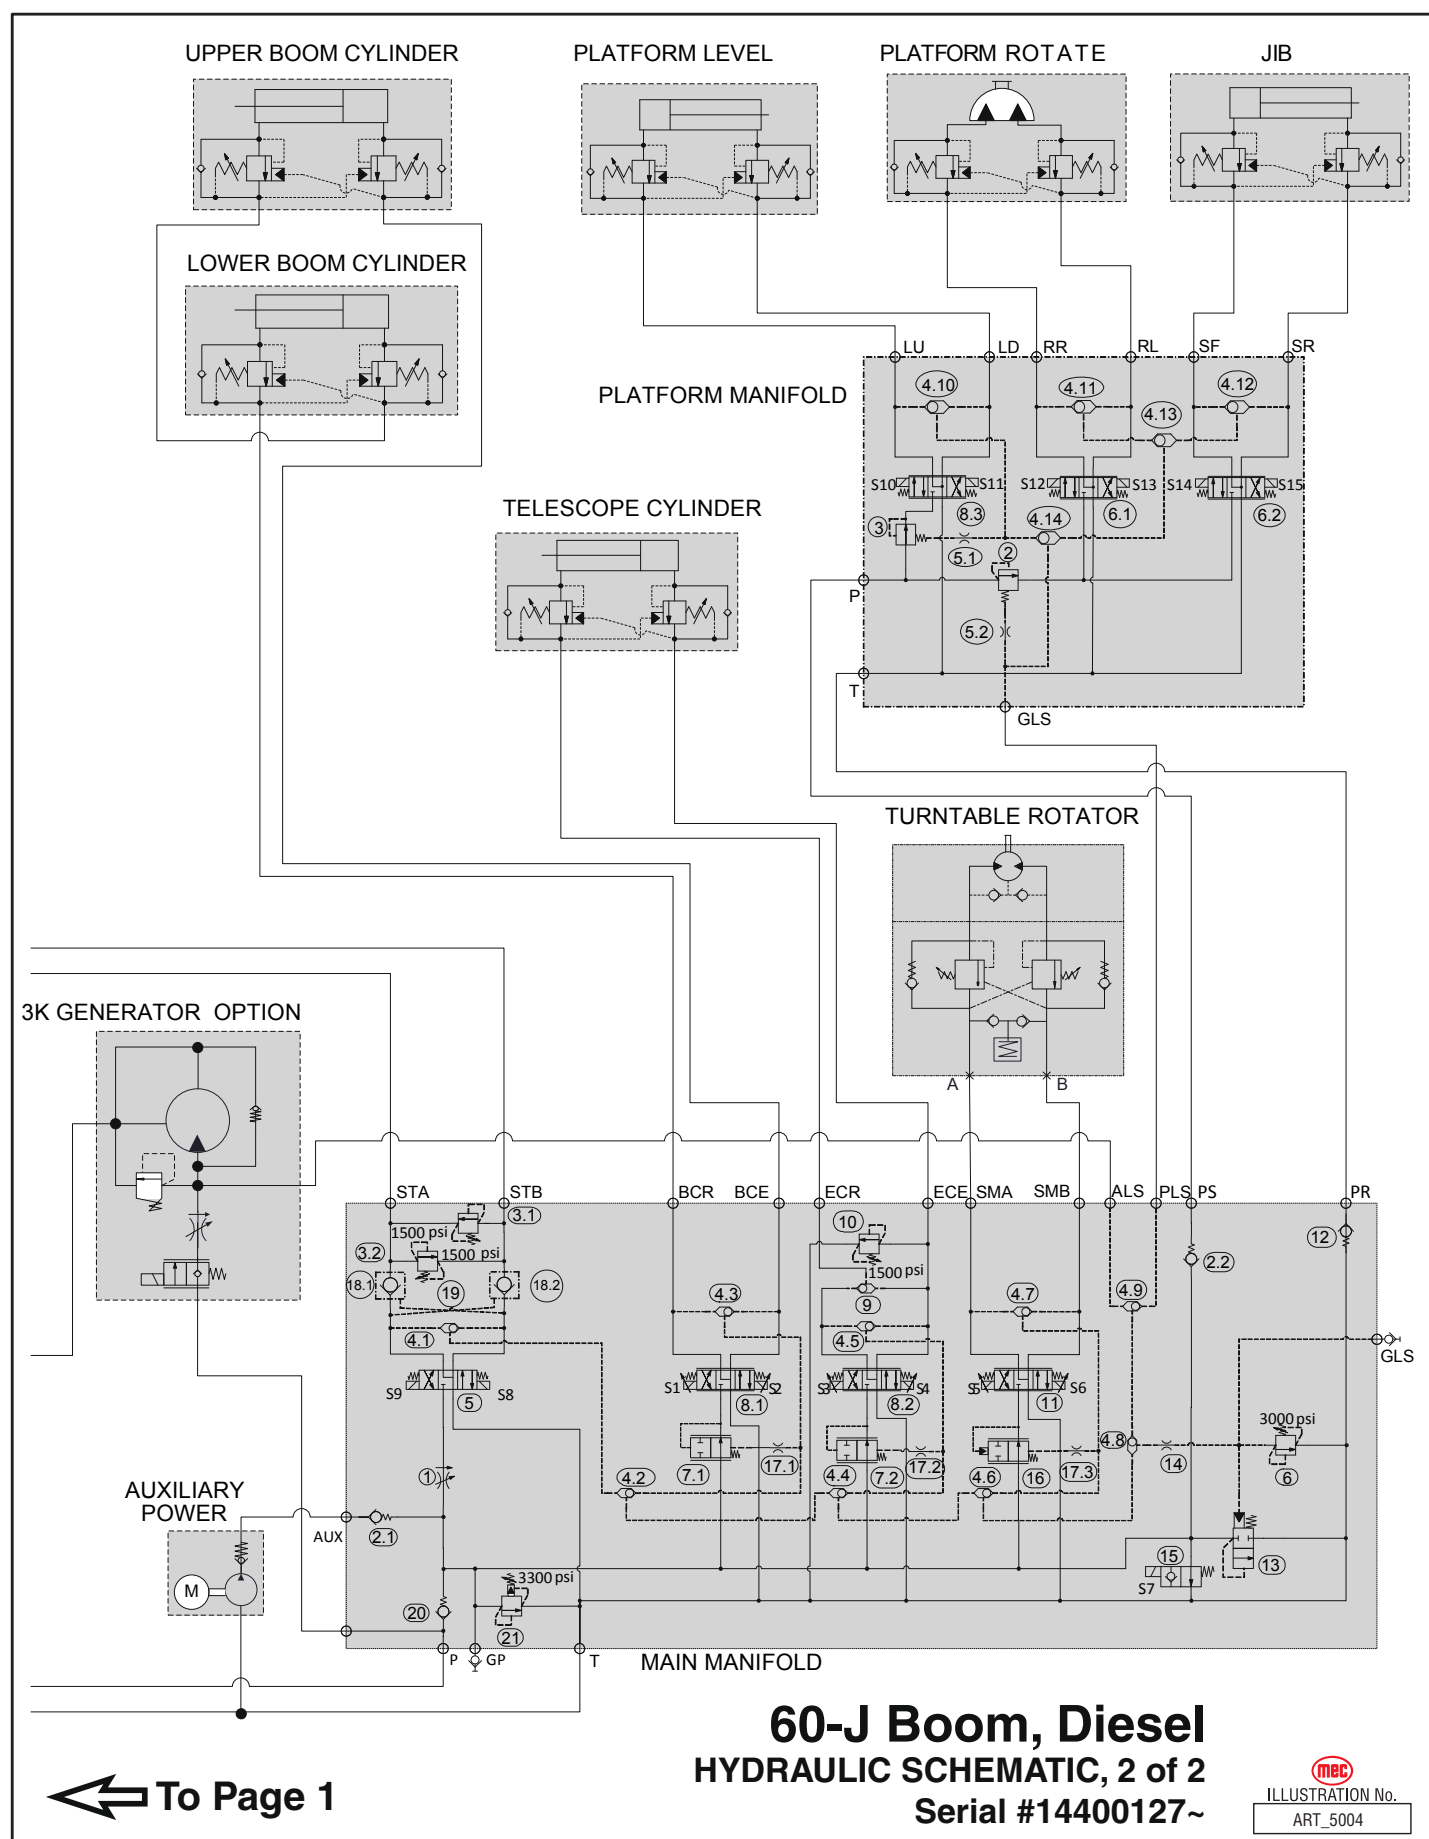 UPPER BOOM CYLINDER
PLATFORM LEVEL
PLATFORM ROTATE
JIB
LOWER BOOM CYLINDER
LU
LD
RR
RL
SF
SR
PLATFORM MANIFOLD
4.10
4.11
4.12
4.13
S10
S11
S12
S13
S14
S15
8.3
6.1
6.2
3
4.14
5.1
2
TELESCOPE CYLINDER
P
5.2
T
GLS
TURNTABLE ROTATOR
3K GENERATOR OPTION
A
B
STA
STB
BCR
BCE
ECR
ECE
SMA
SMB
ALS
PLS
PS
PR
3.1
1500 psi
3.2
1500 psi
10
1500 psi
12
2.2
18.1
19
18.2
4.3
9
4.7
4.9
4.1
4.5
GLS
S9
S8
5
S1
S2
8.1
S3
S4
8.2
S5
S6
11
3000 psi
1
7.1
17.1
7.2
17.2
16
17.3
4.8
14
6
4.2
4.4
4.6
AUXILIARY
POWER
AUX
2.1
M
3300 psi
15
S7
13
20
21
P
GP
T
MAIN MANIFOLD
60-J Boom, Diesel
HYDRAULIC SCHEMATIC, 2 of 2
Serial #14400127~
To Page 1
mec
ILLUSTRATION No.
ART_5004